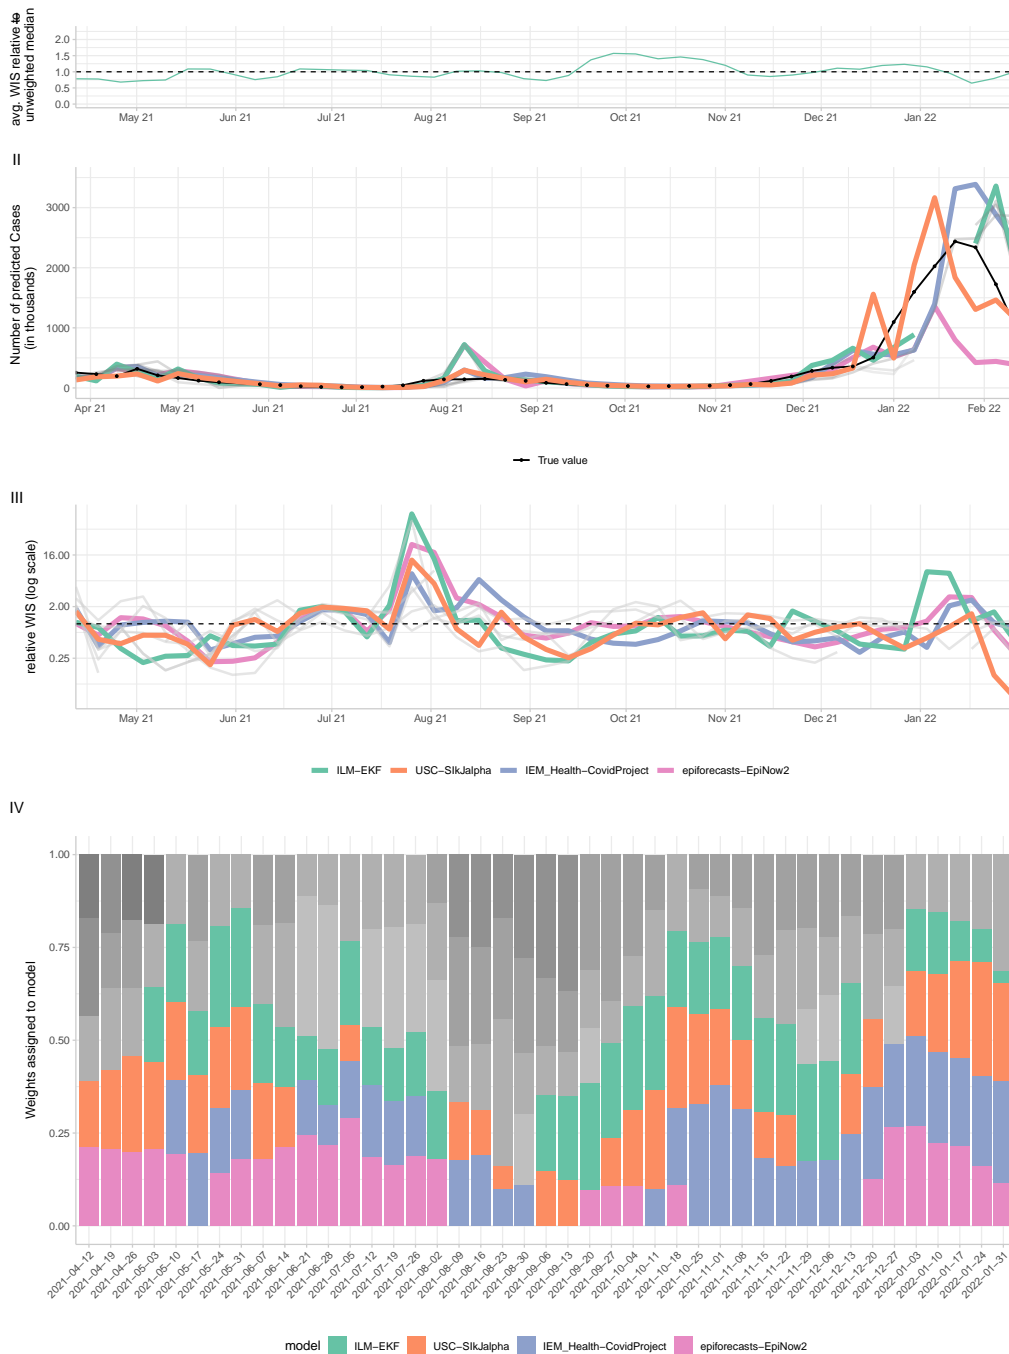 I
avg. WIS relative to
unweighted median
2.0
1.5
1.0
0.5
0.0
May 21 Jun 21 Jul 21 Aug 21 Sep 21 Oct 21 Nov 21 Dec 21 Jan 22
II
Number of predicted Cases
(in thousands)
3000
2000
1000
0
Apr 21 May 21 Jun 21 Jul 21 Aug 21 Sep 21 Oct 21 Nov 21 Dec 21 Jan 22 Feb 22
True value
III
relative WIS (log scale)
16.00
2.00
0.25
May 21 Jun 21 Jul 21 Aug 21 Sep 21 Oct 21 Nov 21 Dec 21 Jan 22
ILM−EKF USC−SIkJalpha IEM_Health−CovidProject epiforecasts−EpiNow2
IV
Weights assigned to model
1.00
0.75
0.50
0.25
0.00
2021−04−12 2021−04−19 2021−04−26 2021−05−03 2021−05−10 2021−05−17 2021−05−24 2021−05−31 2021−06−07 2021−06−14 2021−06−21 2021−06−28 2021−07−05 2021−07−12 2021−07−19 2021−07−26 2021−08−02 2021−08−09 2021−08−16 2021−08−23 2021−08−30 2021−09−06 2021−09−13 2021−09−20 2021−09−27 2021−10−04 2021−10−11 2021−10−18 2021−10−25 2021−11−01 2021−11−08 2021−11−15 2021−11−22 2021−11−29 2021−12−06 2021−12−13 2021−12−20 2021−12−27 2022−01−03 2022−01−10 2022−01−17 2022−01−24 2022−01−31
model ILM−EKF USC−SIkJalpha IEM_Health−CovidProject epiforecasts−EpiNow2